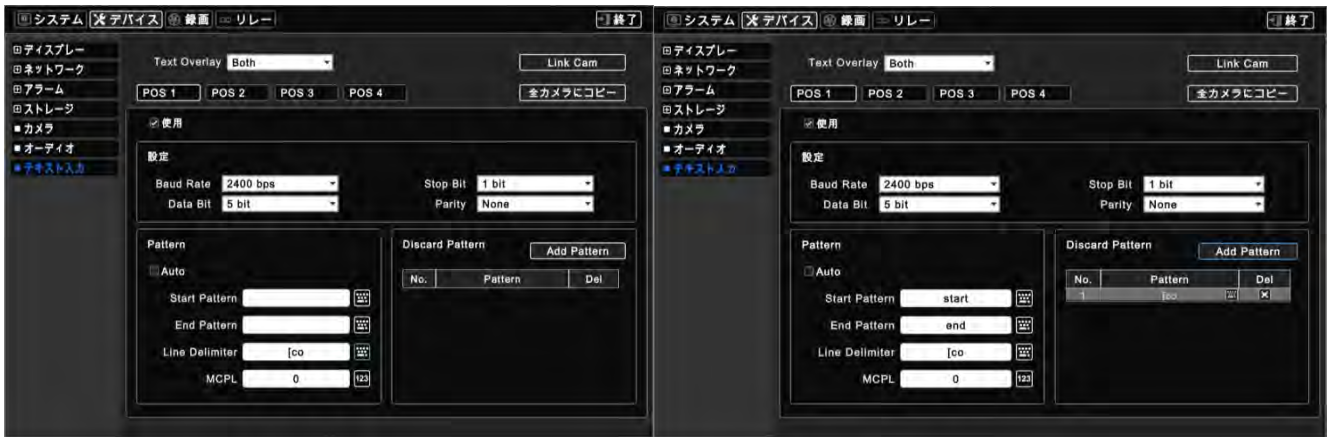 システム デバイス 録画 リレー 終了
ディスプレー
ネットワーク
アラーム
ストレージ
カメラ
オーディオ
テキスト入力
Text Overlay Both
Link Cam
POS 1 POS 2 POS 3 POS 4
全カメラにコピー
使用
設定
Baud Rate 2400 bps
Stop Bit 1 bit
Data Bit 5 bit
Parity None
Pattern
Auto
Start Pattern
End Pattern
Line Delimiter [co
MCPL 0 123
Discard Pattern
Add Pattern
No. Pattern Del
システム デバイス 録画 リレー 終了
ディスプレー
ネットワーク
アラーム
ストレージ
カメラ
オーディオ
テキスト入力
Text Overlay Both
Link Cam
POS 1 POS 2 POS 3 POS 4
全カメラにコピー
使用
設定
Baud Rate 2400 bps
Stop Bit 1 bit
Data Bit 5 bit
Parity None
Pattern
Auto
Start Pattern start
End Pattern end
Line Delimiter [co
MCPL 0 123
Discard Pattern
Add Pattern
No. Pattern Del
1 [co